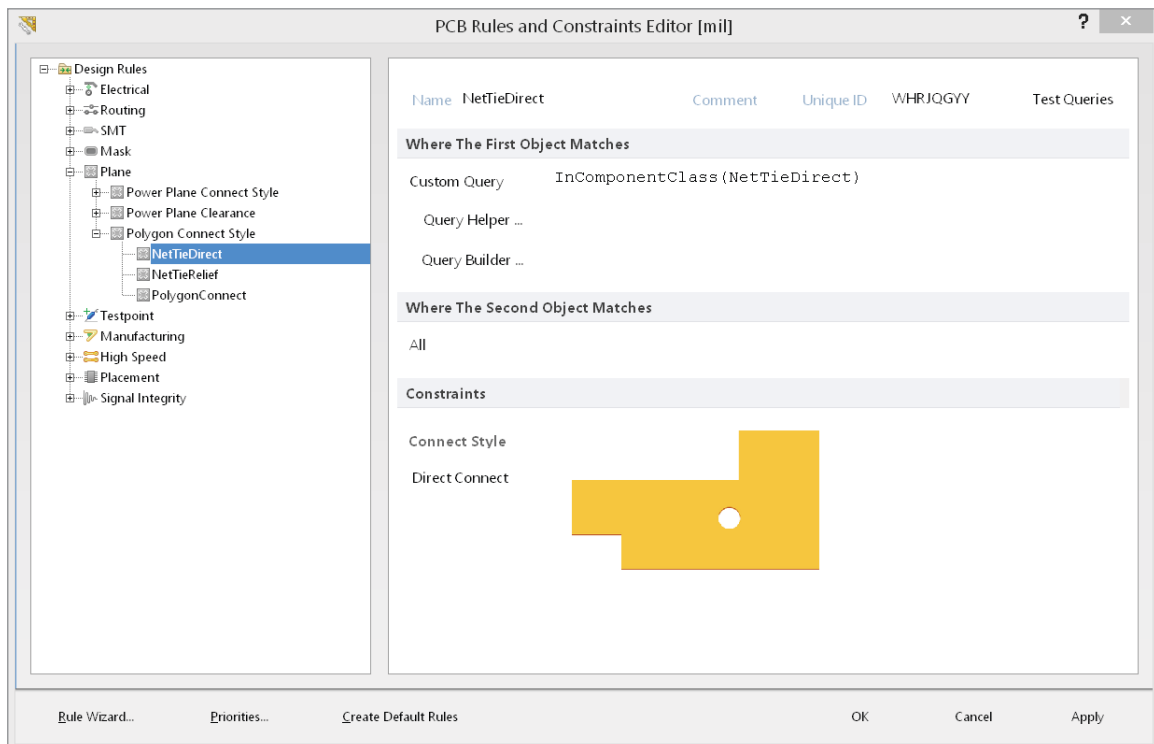 PCB Rules and Constraints Editor [mil]
?
Design Rules
Electrical
Routing
SMT
Mask
Plane
Power Plane Connect Style
Power Plane Clearance
Polygon Connect Style
NetTieDirect
NetTieRelief
PolygonConnect
Testpoint
Manufacturing
High Speed
Placement
Signal Integrity
Name NetTieDirect Comment Unique ID WHRJQGYY Test Queries
Where The First Object Matches
Custom Query InComponentClass(NetTieDirect)
Query Helper ...
Query Builder ...
Where The Second Object Matches
All
Constraints
Connect Style
Direct Connect
Rule Wizard... Priorities... Create Default Rules OK Cancel Apply